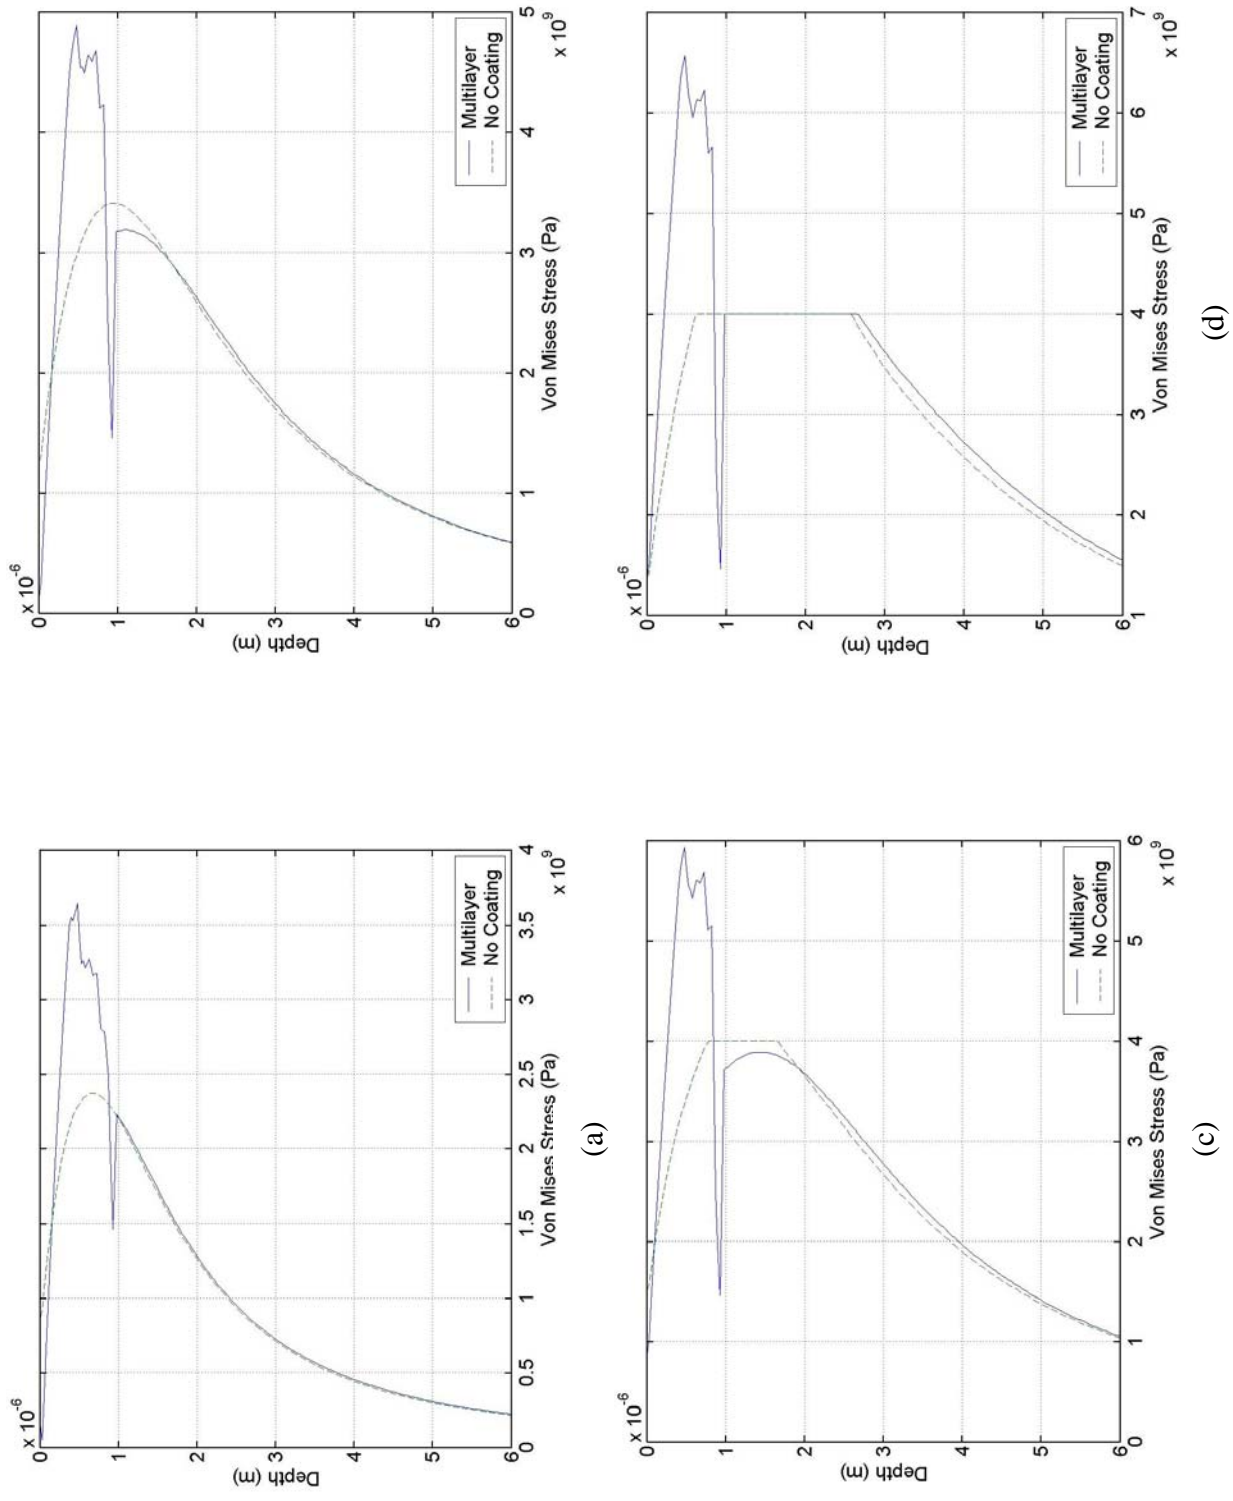 x 10-6
0
1
2
3
4
5
6
Depth (m)
0 0.5 1 1.5 2 2.5 3 3.5 4
Von Mises Stress (Pa)
x 10 9
Multilayer
No Coating
(a)
x 10-6
0
1
2
3
4
5
6
Depth (m)
0 1 2 3 4 5
Von Mises Stress (Pa)
x 10 9
Multilayer
No Coating
x 10-6
0
1
2
3
4
5
6
Depth (m)
0 1 2 3 4 5 6
Von Mises Stress (Pa)
x 10 9
Multilayer
No Coating
(c)
x 10-6
0
1
2
3
4
5
6
Depth (m)
1 2 3 4 5 6 7
Von Mises Stress (Pa)
x 10 9
Multilayer
No Coating
(d)